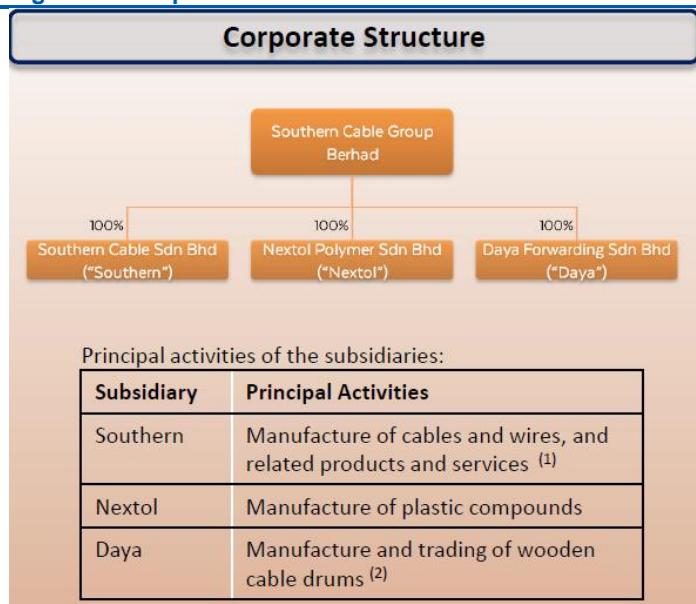 Corporate Structure
Southern Cable Group
Berhad
100%
100%
100%
Southern Cable Sdn Bhd
("Southern")
Nextol Polymer Sdn Bhd
("Nextol")
Daya Forwarding Sdn Bhd
("Daya")
Principal activities of the subsidiaries:
Subsidiary
Principal Activities
Southern
Manufacture of cables and wires, and
related products and services (1)
Nextol
Manufacture of plastic compounds
Daya
Manufacture and trading of wooden
cable drums (2)